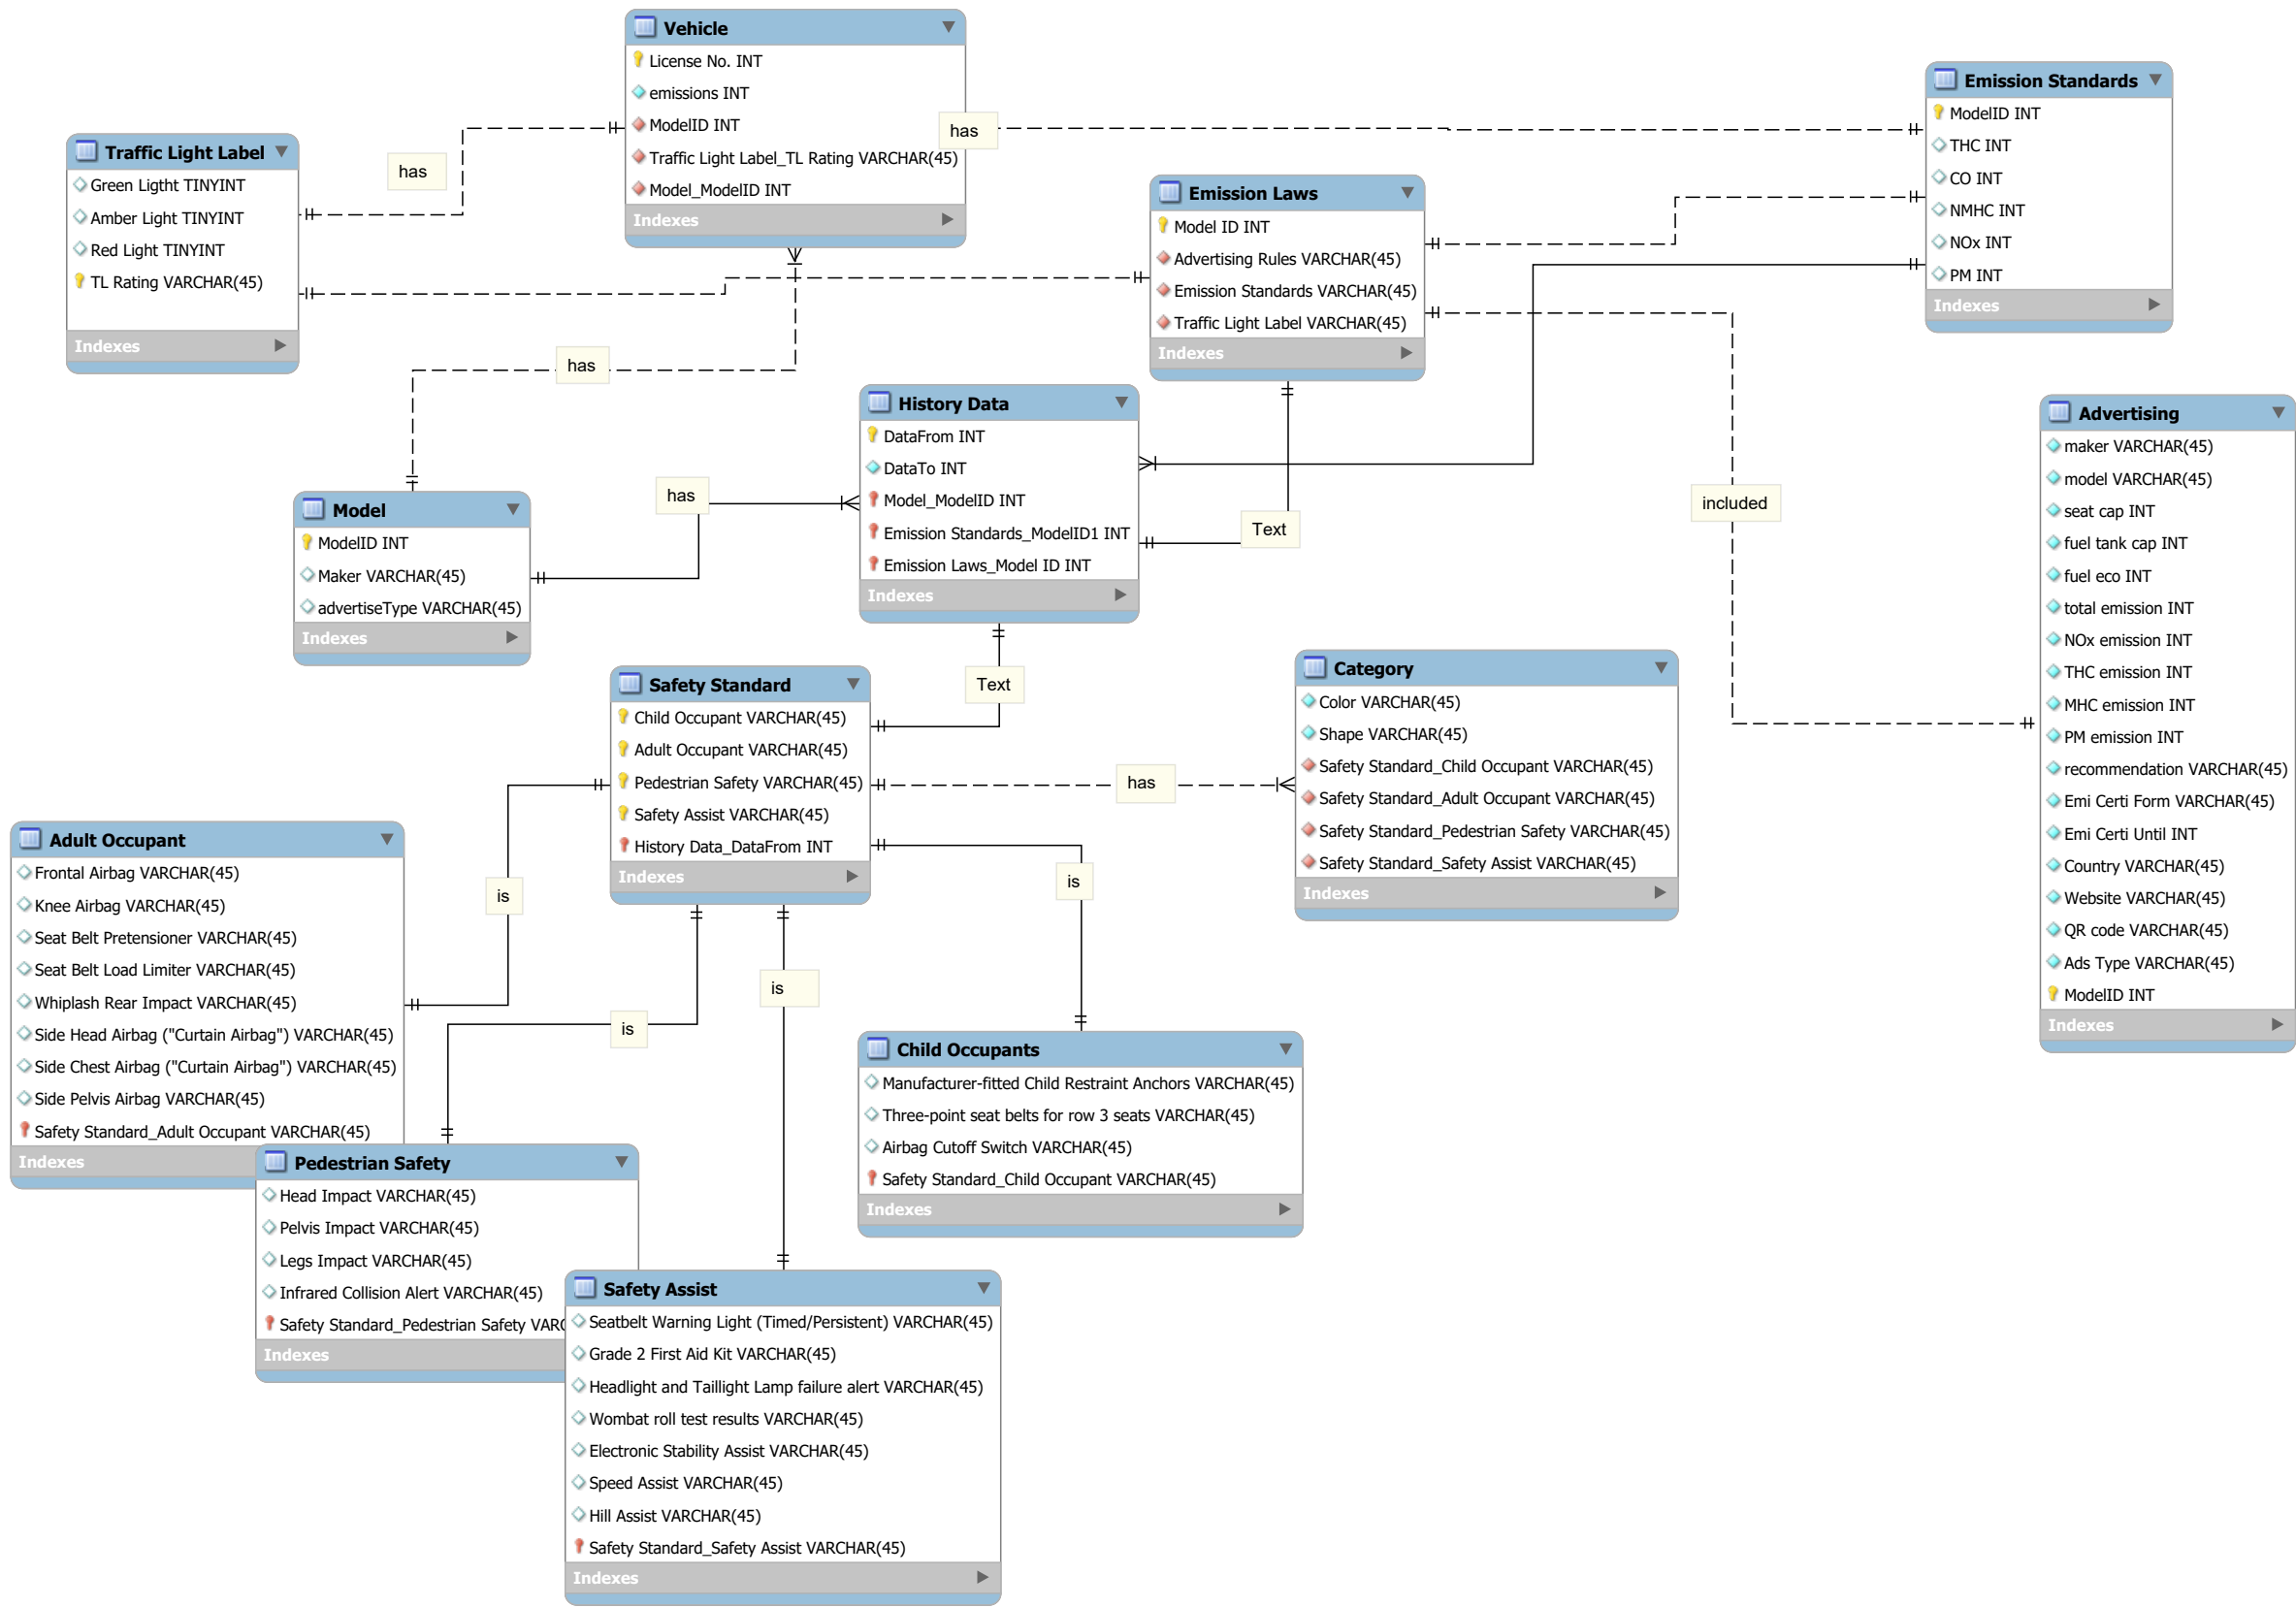 Vehicle
License No. INT
emissions INT
ModelID INT
Traffic Light Label_TL Rating VARCHAR(45)
Model_ModelID INT
Indexes
has
Emission Standards
ModelID INT
THC INT
CO INT
NMHC INT
NOx INT
PM INT
Indexes
Traffic Light Label
Green Ligtht TINYINT
Amber Light TINYINT
Red Light TINYINT
TL Rating VARCHAR(45)
Indexes
has
Emission Laws
Model ID INT
Advertising Rules VARCHAR(45)
Emission Standards VARCHAR(45)
Traffic Light Label VARCHAR(45)
Indexes
has
History Data
DataFrom INT
DataTo INT
Model_ModelID INT
Emission Standards_ModelID1 INT
Emission Laws_Model ID INT
Indexes
Advertising
maker VARCHAR(45)
model VARCHAR(45)
seat cap INT
fuel tank cap INT
fuel eco INT
total emission INT
NOx emission INT
THC emission INT
MHC emission INT
PM emission INT
recommendation VARCHAR(45)
Emi Certi Form VARCHAR(45)
Emi Certi Until INT
Country VARCHAR(45)
Website VARCHAR(45)
QR code VARCHAR(45)
Ads Type VARCHAR(45)
ModelID INT
Indexes
included
has
Text
Model
ModelID INT
Maker VARCHAR(45)
advertiseType VARCHAR(45)
Indexes
Text
Safety Standard
Child Occupant VARCHAR(45)
Adult Occupant VARCHAR(45)
Pedestrian Safety VARCHAR(45)
Safety Assist VARCHAR(45)
History Data_DataFrom INT
Indexes
has
Category
Color VARCHAR(45)
Shape VARCHAR(45)
Safety Standard_Child Occupant VARCHAR(45)
Safety Standard_Adult Occupant VARCHAR(45)
Safety Standard_Pedestrian Safety VARCHAR(45)
Safety Standard_Safety Assist VARCHAR(45)
Indexes
Adult Occupant
Frontal Airbag VARCHAR(45)
Knee Airbag VARCHAR(45)
Seat Belt Pretensioner VARCHAR(45)
Seat Belt Load Limiter VARCHAR(45)
Whiplash Rear Impact VARCHAR(45)
Side Head Airbag ("Curtain Airbag") VARCHAR(45)
Side Chest Airbag ("Curtain Airbag") VARCHAR(45)
Side Pelvis Airbag VARCHAR(45)
Safety Standard_Adult Occupant VARCHAR(45)
Indexes
is
is
is
is
Child Occupants
Manufacturer-fitted Child Restraint Anchors VARCHAR(45)
Three-point seat belts for row 3 seats VARCHAR(45)
Airbag Cutoff Switch VARCHAR(45)
Safety Standard_Child Occupant VARCHAR(45)
Indexes
Pedestrian Safety
Head Impact VARCHAR(45)
Pelvis Impact VARCHAR(45)
Legs Impact VARCHAR(45)
Infrared Collision Alert VARCHAR(45)
Safety Standard_Pedestrian Safety
Indexes
Safety Assist
Seatbelt Warning Light (Timed/Persistent) VARCHAR(45)
Grade 2 First Aid Kit VARCHAR(45)
Headlight and Taillight Lamp failure alert VARCHAR(45)
Wombat roll test results VARCHAR(45)
Electronic Stability Assist VARCHAR(45)
Speed Assist VARCHAR(45)
Hill Assist VARCHAR(45)
Safety Standard_Safety Assist VARCHAR(45)
Indexes